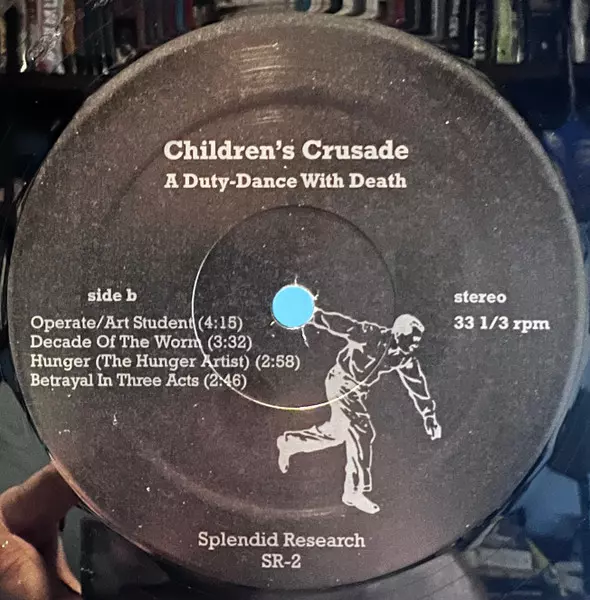 Children's Crusade
A Duty-Dance With Death
side b
stereo
Operate/Art Student (4:15)
33 1/3 rpm
Decade Of The Worm (3:32)
Hunger (The Hunger Artist) (2:58)
Betrayal In Three Acts (2:46)
Splendid Research
SR-2